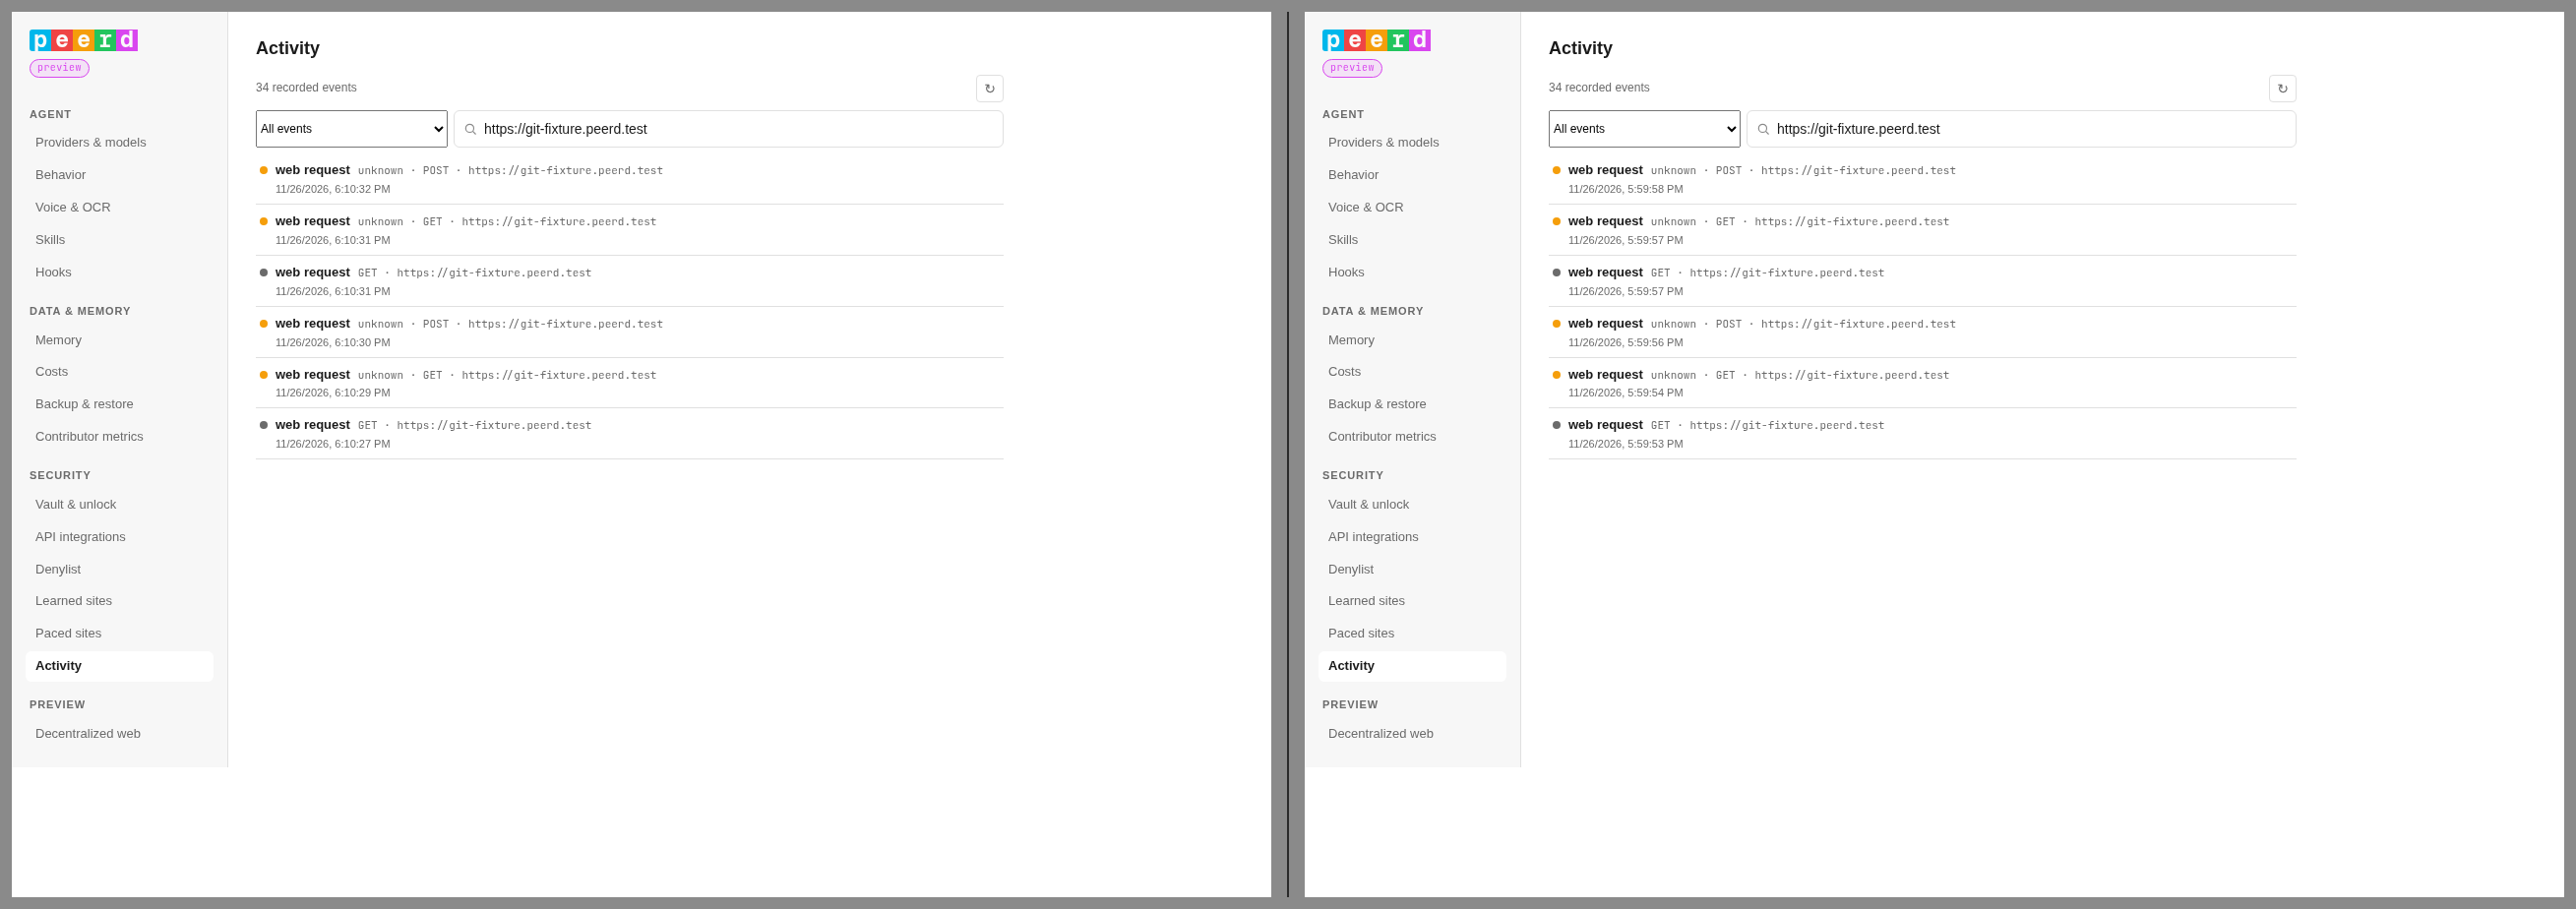 peerd
preview
AGENT
Providers & models
Behavior
Voice & OCR
Skills
Hooks
DATA & MEMORY
Memory
Costs
Backup & restore
Contributor metrics
SECURITY
Vault & unlock
API integrations
Denylist
Learned sites
Paced sites
Activity
PREVIEW
Decentralized web
Activity
34 recorded events
↻
All events
https://git-fixture.peerd.test
web request unknown · POST · https://git-fixture.peerd.test
11/26/2026, 6:10:32 PM
web request unknown · GET · https://git-fixture.peerd.test
11/26/2026, 6:10:31 PM
web request GET · https://git-fixture.peerd.test
11/26/2026, 6:10:31 PM
web request unknown · POST · https://git-fixture.peerd.test
11/26/2026, 6:10:30 PM
web request unknown · GET · https://git-fixture.peerd.test
11/26/2026, 6:10:29 PM
web request GET · https://git-fixture.peerd.test
11/26/2026, 6:10:27 PM
peerd
preview
AGENT
Providers & models
Behavior
Voice & OCR
Skills
Hooks
DATA & MEMORY
Memory
Costs
Backup & restore
Contributor metrics
SECURITY
Vault & unlock
API integrations
Denylist
Learned sites
Paced sites
Activity
PREVIEW
Decentralized web
Activity
34 recorded events
↻
All events
https://git-fixture.peerd.test
web request unknown · POST · https://git-fixture.peerd.test
11/26/2026, 5:59:58 PM
web request unknown · GET · https://git-fixture.peerd.test
11/26/2026, 5:59:57 PM
web request GET · https://git-fixture.peerd.test
11/26/2026, 5:59:57 PM
web request unknown · POST · https://git-fixture.peerd.test
11/26/2026, 5:59:56 PM
web request unknown · GET · https://git-fixture.peerd.test
11/26/2026, 5:59:54 PM
web request GET · https://git-fixture.peerd.test
11/26/2026, 5:59:53 PM